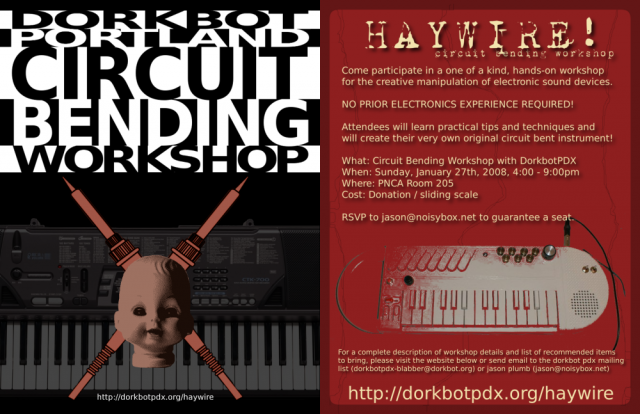 DORKBOT
PORTLAND
CIRCUIT
BENDING
WORKSHOP
http://dorkbotpdx.org/haywire
HAYWIRE!
circuit bending workshop
Come participate in a one of a kind, hands-on workshop
for the creative manipulation of electronic sound devices.
NO PRIOR ELECTRONICS EXPERIENCE REQUIRED!
Attendees will learn practical tips and techniques and
will create their very own original circuit bent instrument!
What: Circuit Bending Workshop with DorkbotPDX
When: Sunday, January 27th, 2008, 4:00 - 9:00pm
Where: PNCA Room 205
Cost: Donation / sliding scale
RSVP to jason@noisybox.net to guarantee a seat
For a complete description of workshop details and list of recommended items
to bring, please visit the website below or send email to the dorkbot pdx mailing
list (dorkbotpdx-blabber@dorkbot.org) or jason plumb (jason@noisybox.net)
http://dorkbotpdx.org/haywire